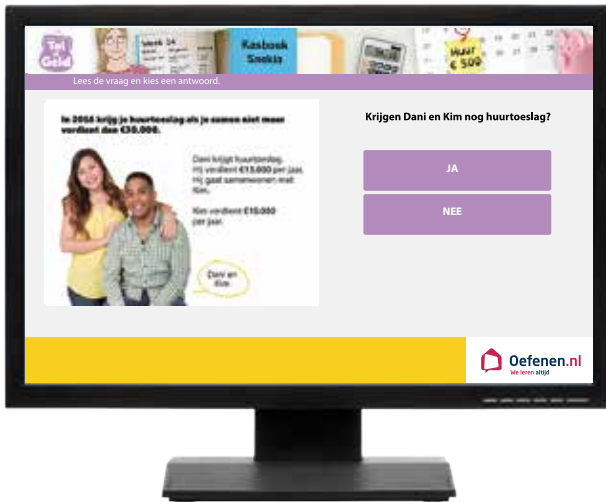 Tel
je
Geld
Week 14
Kasboek
Saskia
HUUR
€ 500
Lees de vraag en kies een antwoord.
In 2016 krijg je huurtoeslag als je samen niet meer
verdient dan €30.000.
Dani krijgt huurtoeslag.
Hij verdient €15.000 per jaar.
Hij gaat samenwonen met
Kim.
Kim verdient €10.000
per jaar.
Dani en
Kim
Krijgen Dani en Kim nog huurtoeslag?
JA
NEE
Oefenen.nl
We leren altijd